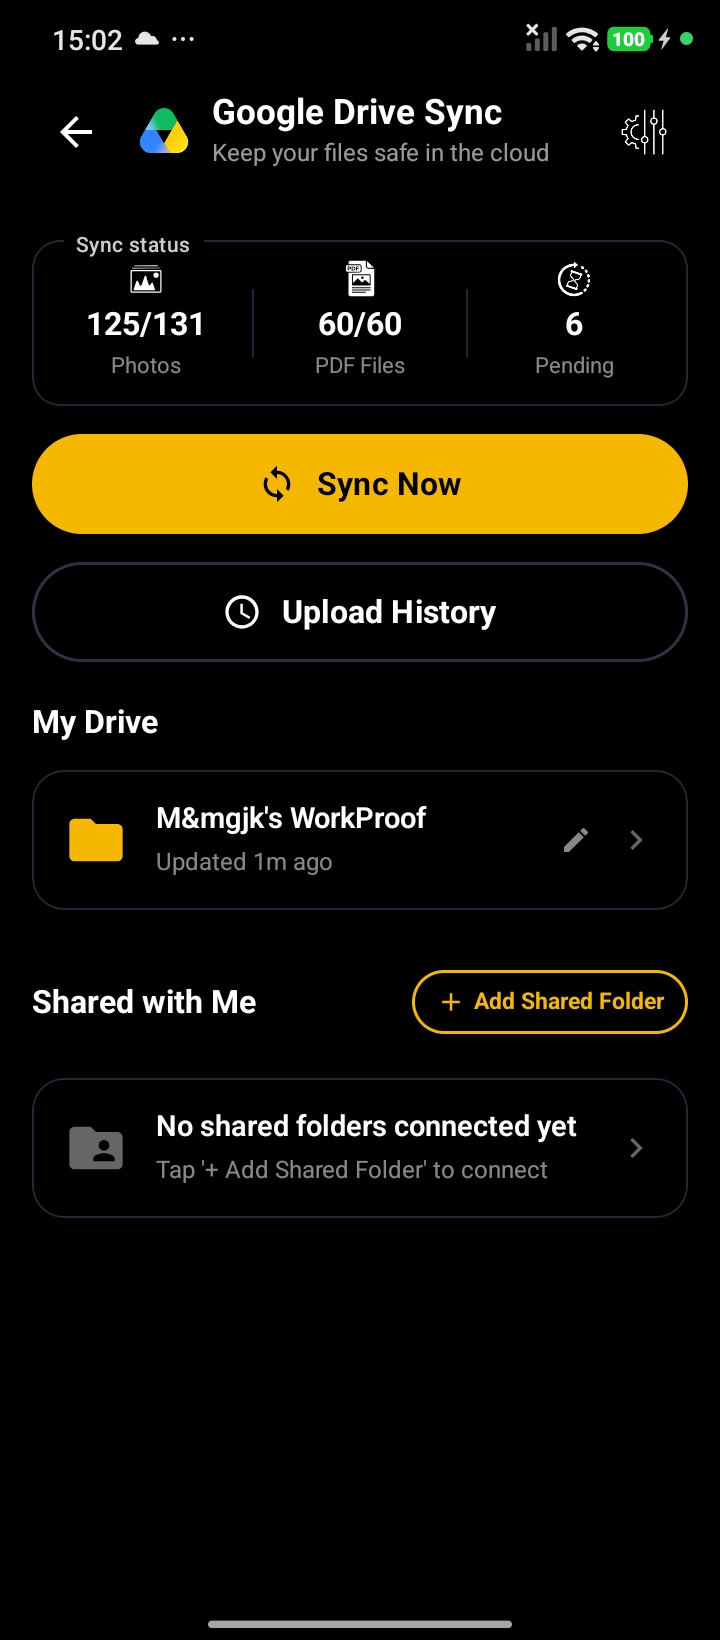 15:02
100
Google Drive Sync
Keep your files safe in the cloud
Sync status
PDF
125/131
60/60
6
Photos
PDF Files
Pending
Sync Now
Upload History
My Drive
M&mgjk's WorkProof
Updated 1m ago
Shared with Me
+ Add Shared Folder
No shared folders connected yet
Tap '+ Add Shared Folder' to connect